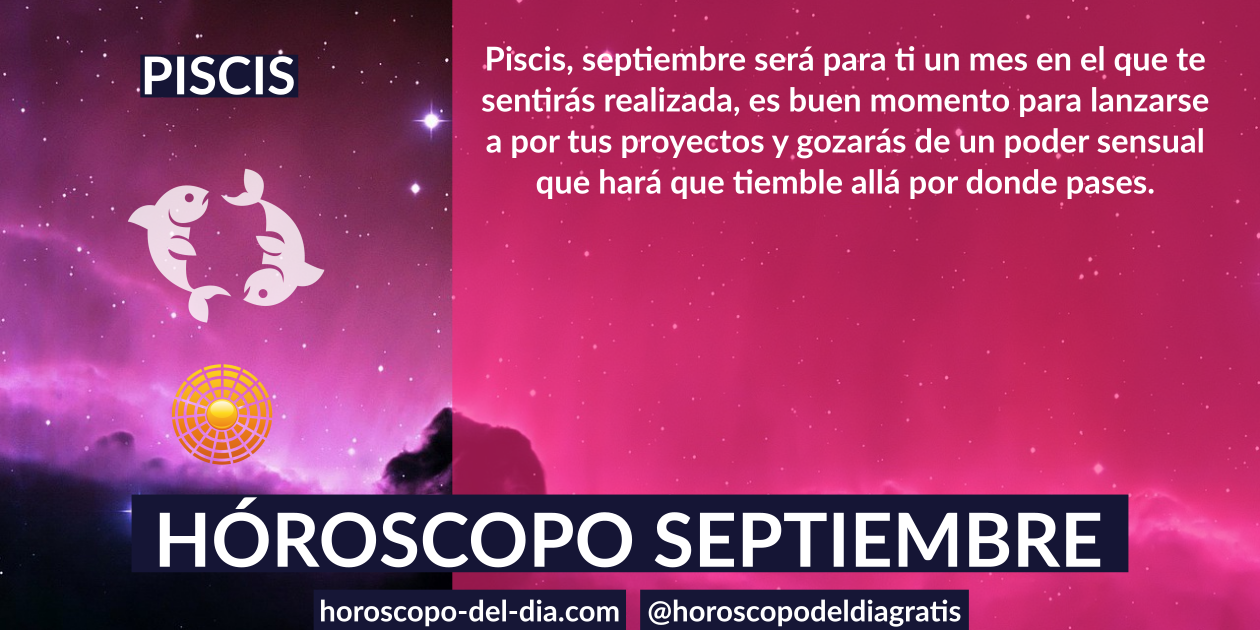 PISCIS
Piscis, septiembre será para ti un mes en el que te
sentirás realizada, es buen momento para lanzarse
a por tus proyectos y gozarás de un poder sensual
que hará que tiemble allá por donde pases.
HÓROSCOPO SEPTIEMBRE
horoscopo-del-dia.com
@horoscopodeldiagratis